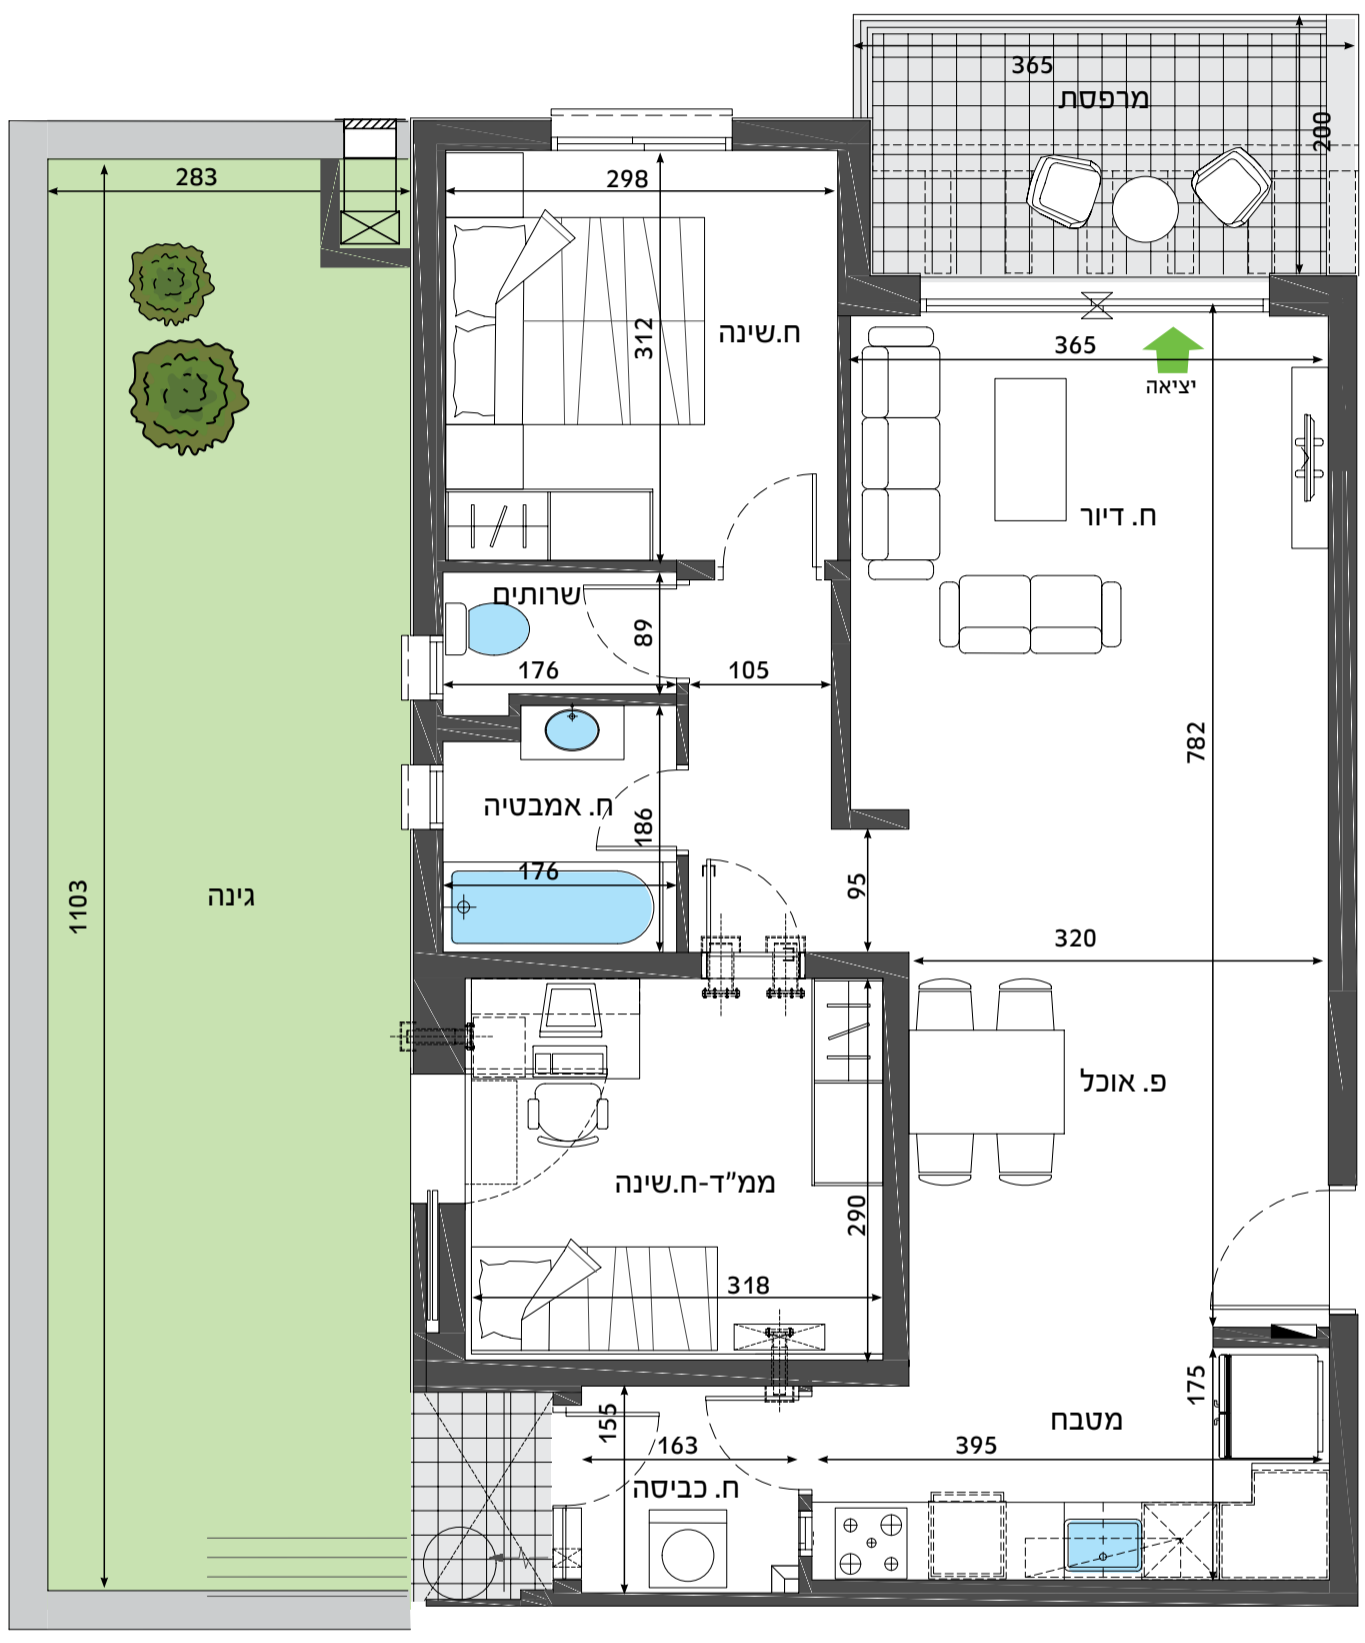 365
מרפסת
200
283
298
312
ח.שינה
365
יציאה
ח. דיור
שרותים
89
176
105
782
ח. אמבטיה
186
176
95
1103
גינה
320
פ. אוכל
ממ"ד-ח.שינה
290
318
175
155
מטבח
163
395
ח. כביסה